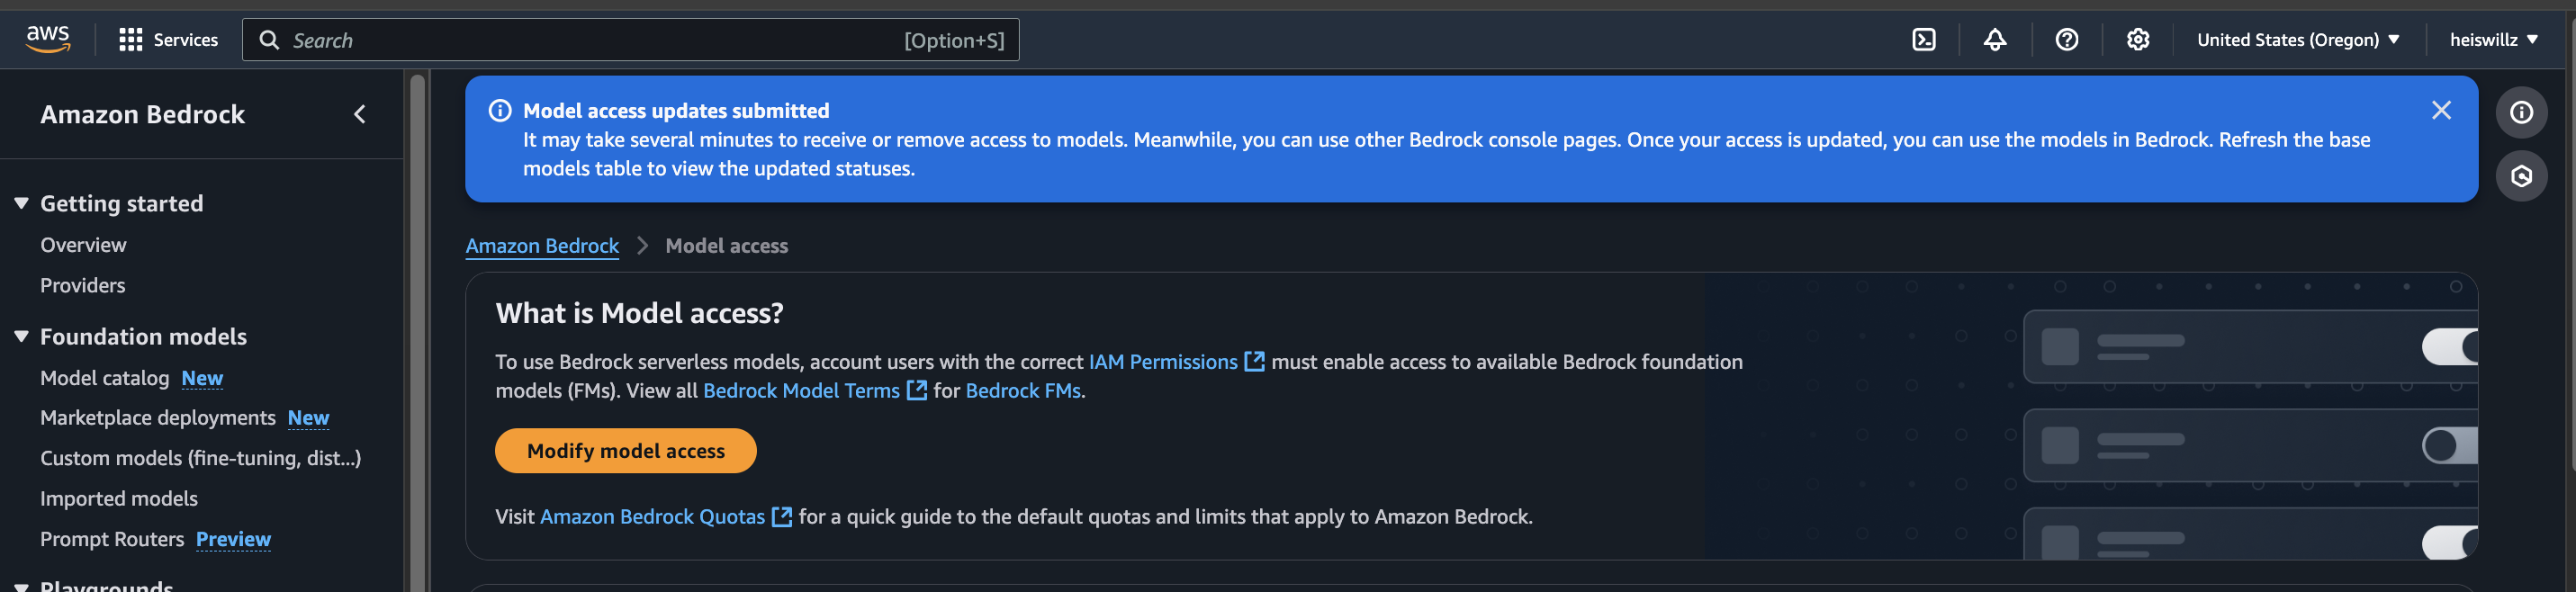 aws
Services
Search
[Option+S]
United States (Oregon)
heiswillz
Amazon Bedrock
Getting started
Overview
Providers
Foundation models
Model catalog New
Marketplace deployments New
Custom models (fine-tuning, dist...)
Imported models
Prompt Routers Preview
Playgrounds
Model access updates submitted
It may take several minutes to receive or remove access to models. Meanwhile, you can use other Bedrock console pages. Once your access is updated, you can use the models in Bedrock. Refresh the base
models table to view the updated statuses.
Amazon Bedrock
Model access
What is Model access?
To use Bedrock serverless models, account users with the correct IAM Permissions must enable access to available Bedrock foundation
models (FMs). View all Bedrock Model Terms for Bedrock FMs.
Modify model access
Visit Amazon Bedrock Quotas for a quick guide to the default quotas and limits that apply to Amazon Bedrock.